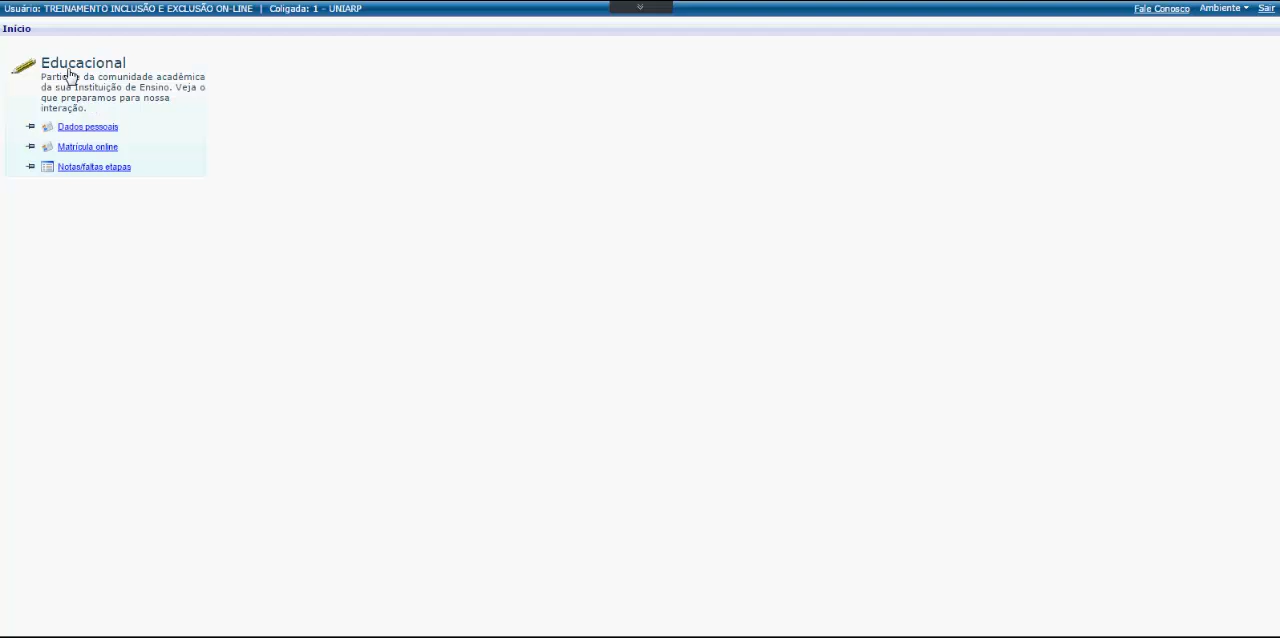 Usuário: TREINAMENTO INCLUSÃO E EXCLUSÃO ON-LINE | Coligada: 1 - UNIARP
Fale Conosco Ambiente Sair
Início
Educacional
da comunidade acadêmica
da sua Instituição de Ensino. Veja o
que preparamos para nossa
interação.
Dados pessoais
Matrícula online
Notas/faltas etapas